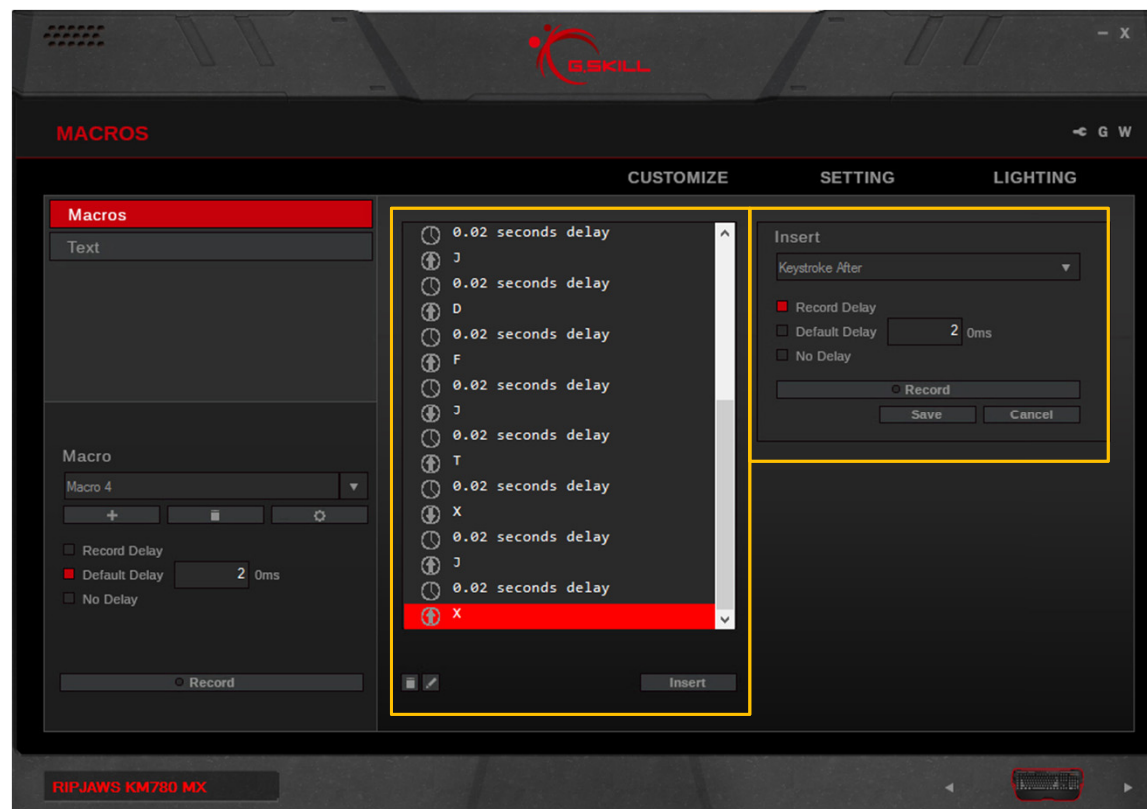 G.SKILL
– X
MACROS
G W
CUSTOMIZE SETTING LIGHTING
Macros
Text
Macro
Macro 4
Record Delay
Default Delay 2 0ms
No Delay
Record
0.02 seconds delay
J
0.02 seconds delay
D
0.02 seconds delay
F
0.02 seconds delay
J
0.02 seconds delay
T
0.02 seconds delay
X
0.02 seconds delay
J
0.02 seconds delay
X
Insert
Insert
Keystroke After
Record Delay
Default Delay 2 0ms
No Delay
Record
Save Cancel
RIPJAWS KM780 MX